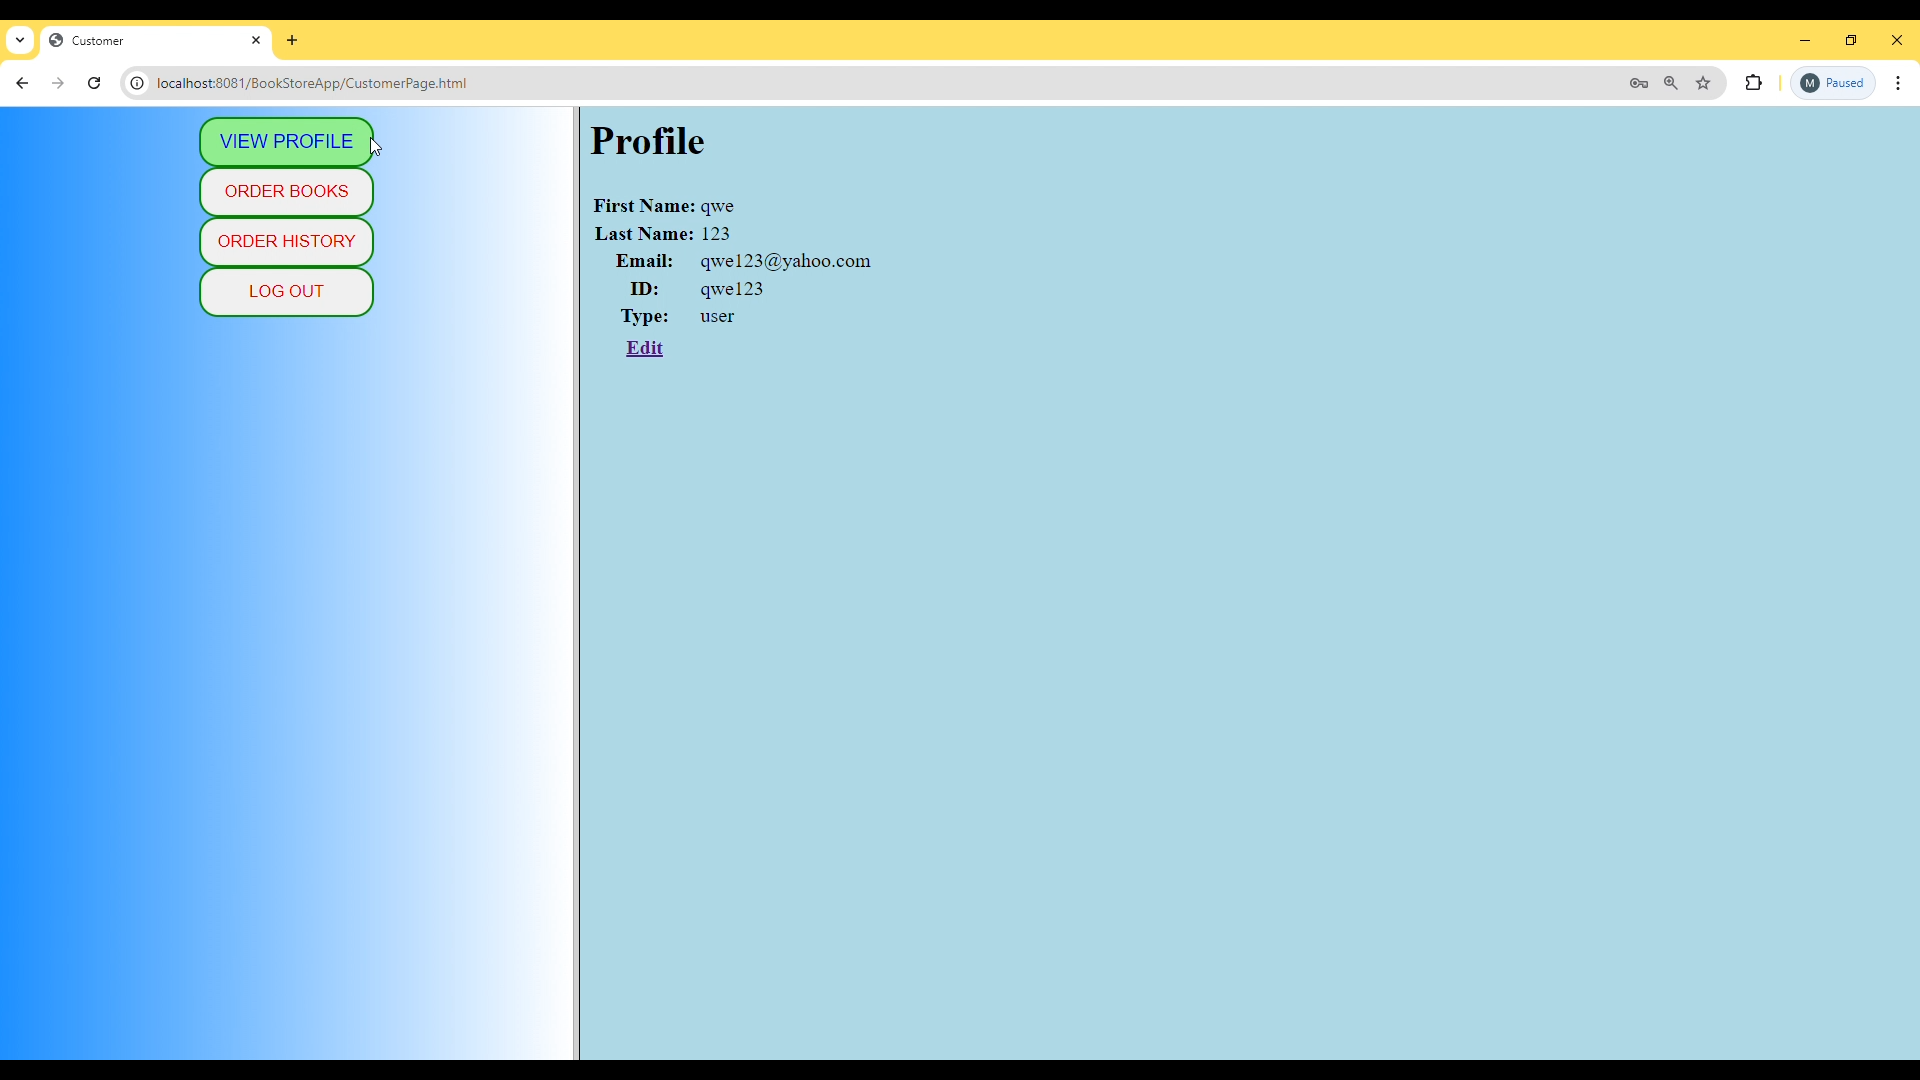 Customer
localhost:8081/BookStoreApp/CustomerPage.html
M Paused
VIEW PROFILE
ORDER BOOKS
ORDER HISTORY
LOG OUT
Profile
First Name: qwe
Last Name: 123
Email: qwe123@yahoo.com
ID: qwe123
Type: user
Edit